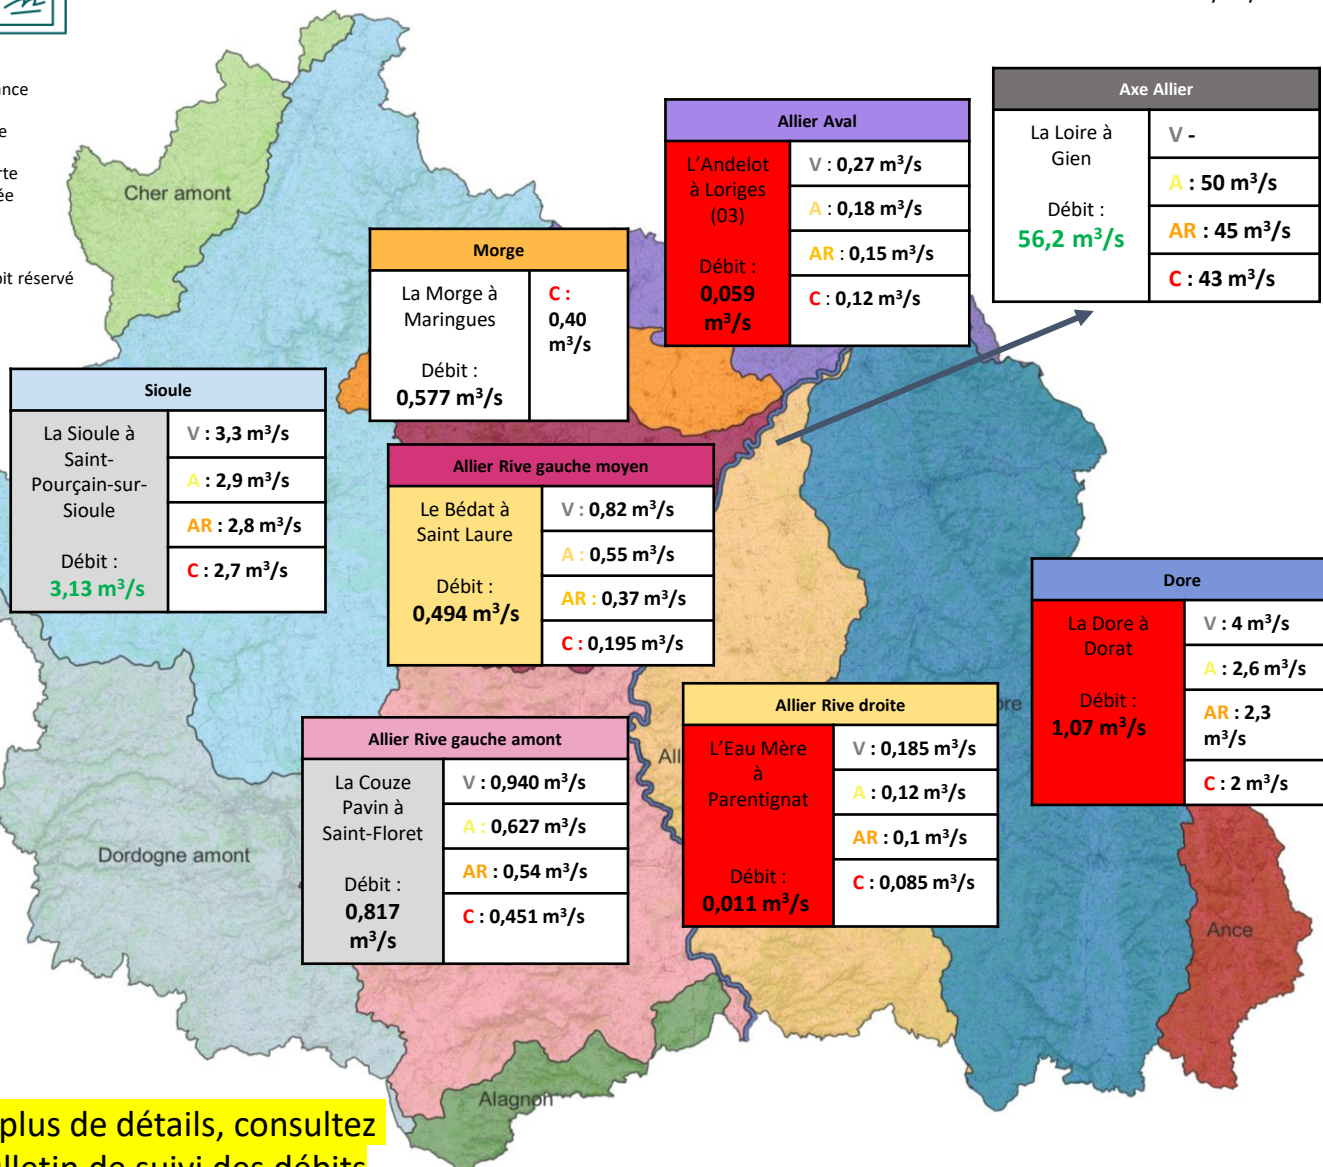 ance
e
rte
ée
bit réservé
Cher amont
Axe Allier
La Loire à
Gien
Débit :
56,2 m³/s
V -
A : 50 m³/s
AR : 45 m³/s
C : 43 m³/s
Allier Aval
L'Andelot
à Loriges
(03)
Débit :
0,059
m³/s
V : 0,27 m³/s
A : 0,18 m³/s
AR : 0,15 m³/s
C : 0,12 m³/s
Morge
La Morge à
Maringues
Débit :
0,577 m³/s
C :
0,40
m³/s
Sioule
La Sioule à
Saint-
Pourçain-sur-
Sioule
Débit :
3,13 m³/s
V : 3,3 m³/s
A : 2,9 m³/s
AR : 2,8 m³/s
C : 2,7 m³/s
Allier Rive gauche moyen
Le Bédat à
Saint Laure
Débit :
0,494 m³/s
V : 0,82 m³/s
A : 0,55 m³/s
AR : 0,37 m³/s
C : 0,195 m³/s
Dore
La Dore à
Dorat
Débit :
1,07 m³/s
V : 4 m³/s
A : 2,6 m³/s
AR : 2,3
m³/s
C : 2 m³/s
ore
Allier Rive droite
L'Eau Mère
à
Parentignat
Débit :
0,011 m³/s
V : 0,185 m³/s
A : 0,12 m³/s
AR : 0,1 m³/s
C : 0,085 m³/s
All
Allier Rive gauche amont
La Couze
Pavin à
Saint-Floret
Débit :
0,817
m³/s
V : 0,940 m³/s
A : 0,627 m³/s
AR : 0,54 m³/s
C : 0,451 m³/s
Dordogne amont
Ance
Alagnon
plus de détails, consultez
lletin de suivi des débits